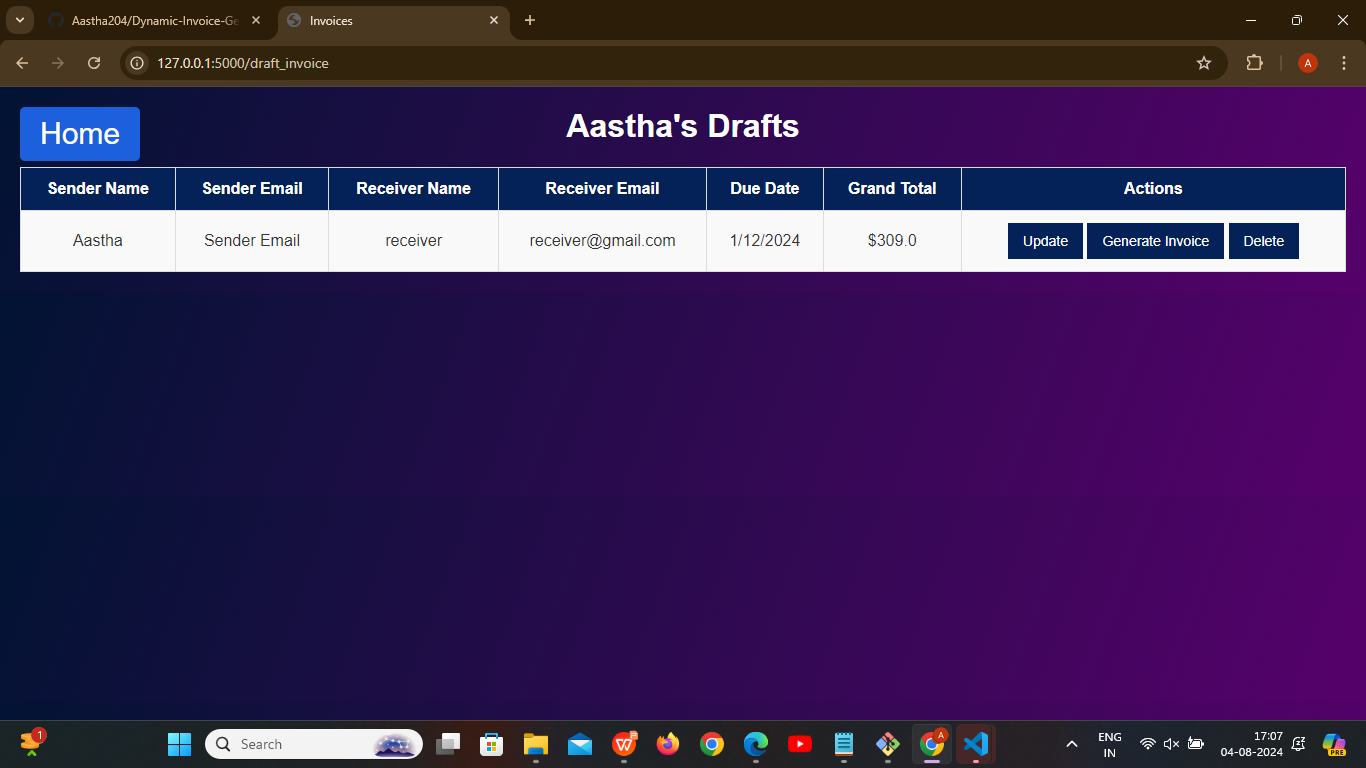 Aastha204/Dynamic-Invoice-Ge
Invoices
127.0.0.1:5000/draft_invoice
A
Home
Aastha's Drafts
Sender Name Sender Email Receiver Name Receiver Email Due Date Grand Total Actions
Aastha Sender Email receiver receiver@gmail.com 1/12/2024 $309.0 Update Generate Invoice Delete
1
Search
W
A
ENG
IN
17:07
04-08-2024
PRE